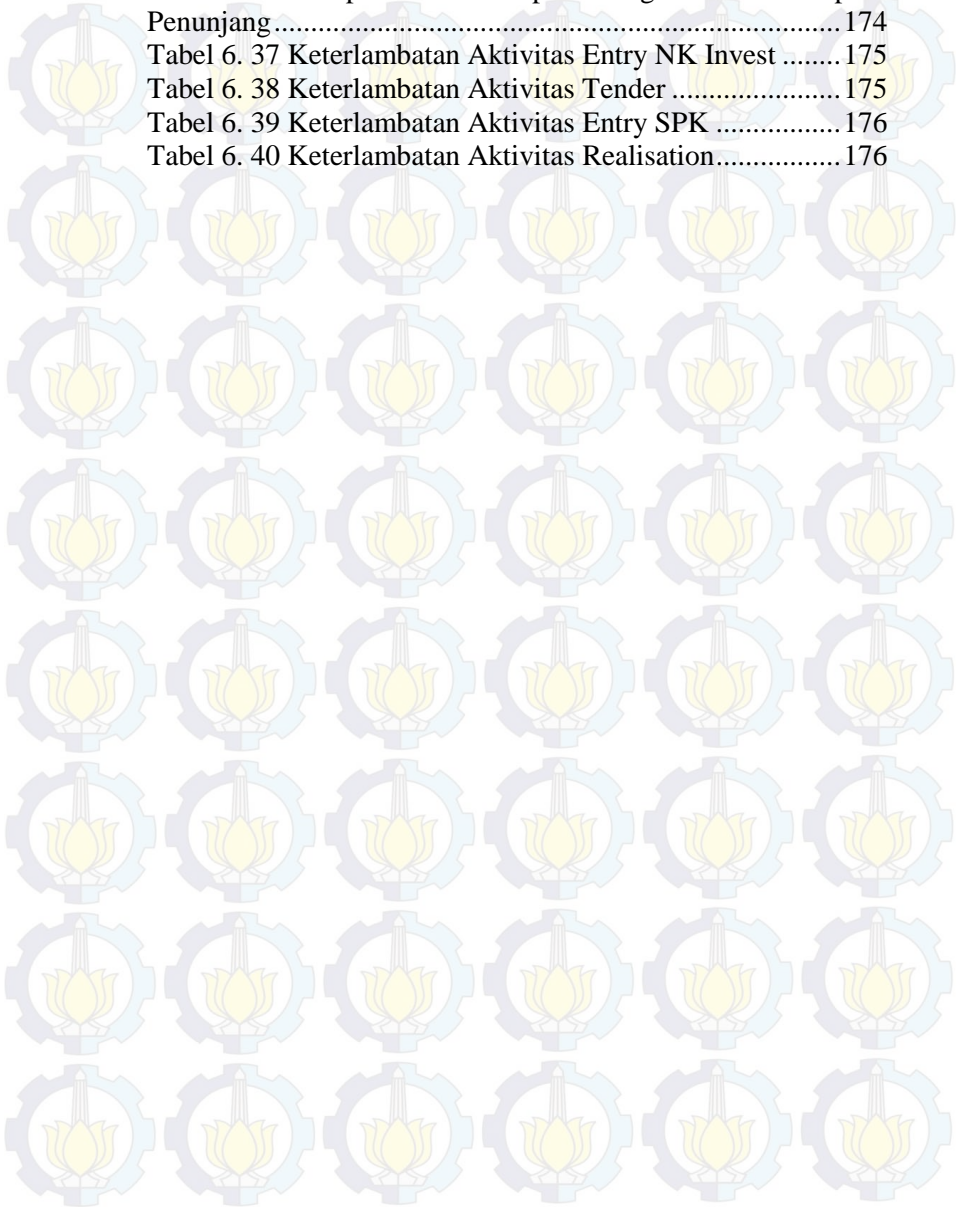 Penunjang......................................................................174
Tabel 6. 37 Keterlambatan Aktivitas Entry NK Invest ........175
Tabel 6. 38 Keterlambatan Aktivitas Tender .....................175
Tabel 6. 39 Keterlambatan Aktivitas Entry SPK ................176
Tabel 6. 40 Keterlambatan Aktivitas Realisation.................176